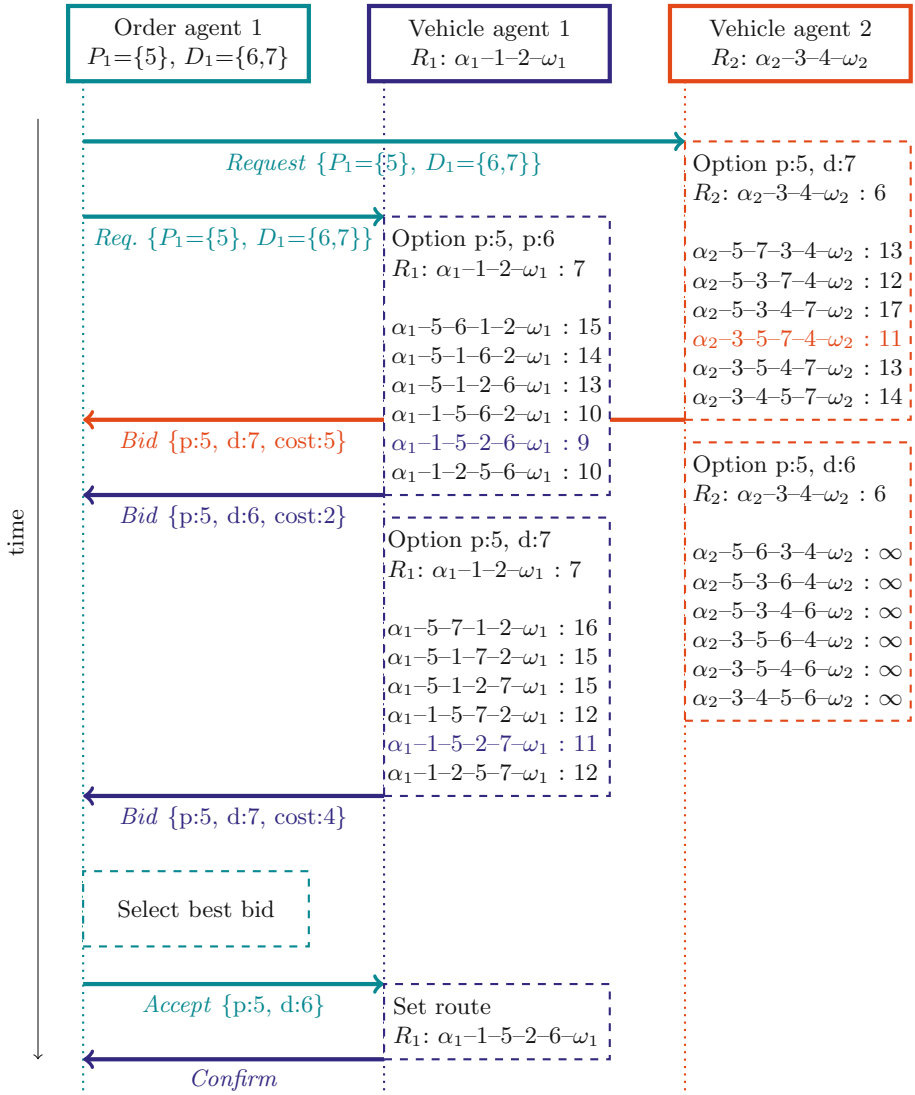 Order agent 1
P₁={5}, D₁={6,7}
Vehicle agent 1
R₁: α₁–1–2–ω₁
Vehicle agent 2
R₂: α₂–3–4–ω₂
time
Request {P₁={5}, D₁={6,7}}
Option p:5, d:7
R₂: α₂–3–4–ω₂ : 6
α₂–5–7–3–4–ω₂ : 13
α₂–5–3–7–4–ω₂ : 12
α₂–5–3–4–7–ω₂ : 17
α₂–3–5–7–4–ω₂ : 11
α₂–3–5–4–7–ω₂ : 13
α₂–3–4–5–7–ω₂ : 14
Req. {P₁={5}, D₁={6,7}}
Option p:5, p:6
R₁: α₁–1–2–ω₁ : 7
α₁–5–6–1–2–ω₁ : 15
α₁–5–1–6–2–ω₁ : 14
α₁–5–1–2–6–ω₁ : 13
α₁–1–5–6–2–ω₁ : 10
α₁–1–5–2–6–ω₁ : 9
α₁–1–2–5–6–ω₁ : 10
Bid {p:5, d:7, cost:5}
Option p:5, d:6
R₂: α₂–3–4–ω₂ : 6
α₂–5–6–3–4–ω₂ : ∞
α₂–5–3–6–4–ω₂ : ∞
α₂–5–3–4–6–ω₂ : ∞
α₂–3–5–6–4–ω₂ : ∞
α₂–3–5–4–6–ω₂ : ∞
α₂–3–4–5–6–ω₂ : ∞
Bid {p:5, d:6, cost:2}
Option p:5, d:7
R₁: α₁–1–2–ω₁ : 7
α₁–5–7–1–2–ω₁ : 16
α₁–5–1–7–2–ω₁ : 15
α₁–5–1–2–7–ω₁ : 15
α₁–1–5–7–2–ω₁ : 12
α₁–1–5–2–7–ω₁ : 11
α₁–1–2–5–7–ω₁ : 12
Bid {p:5, d:7, cost:4}
Select best bid
Accept {p:5, d:6}
Set route
R₁: α₁–1–5–2–6–ω₁
Confirm